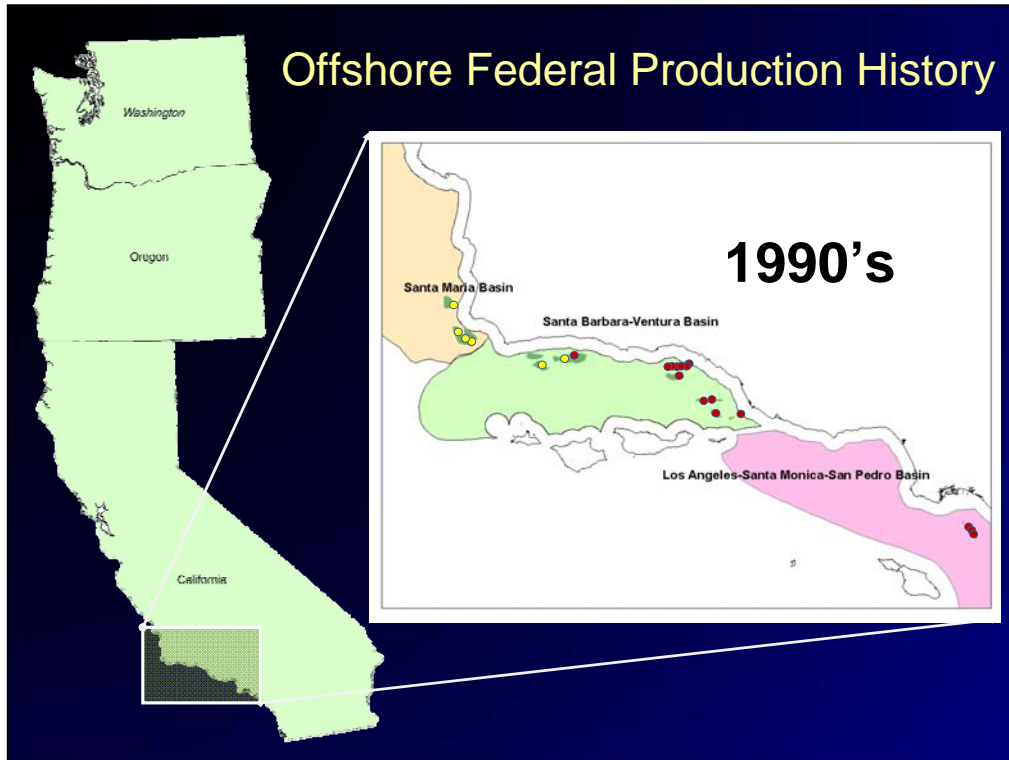 Offshore Federal Production History
Washington
Oregon
California
1990’s
Santa Maria Basin
Santa Barbara-Ventura Basin
Los Angeles-Santa Monica-San Pedro Basin